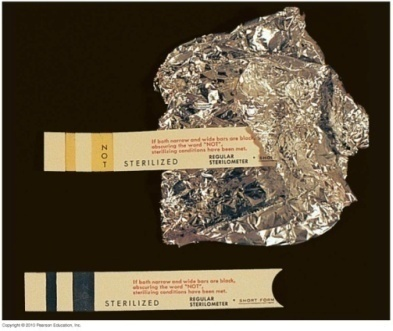 If both narrow and wide bars are black,
obscuring the word "NOT",
sterilizing conditions have been met.
NOT
STERILIZED
REGULAR
STERILOMETER
If both narrow and wide bars are black,
obscuring the word "NOT",
sterilizing conditions have been met.
STERILIZED
REGULAR
STERILOMETER • SHORT FORM
Copyright © 2010 Pearson Education, Inc.